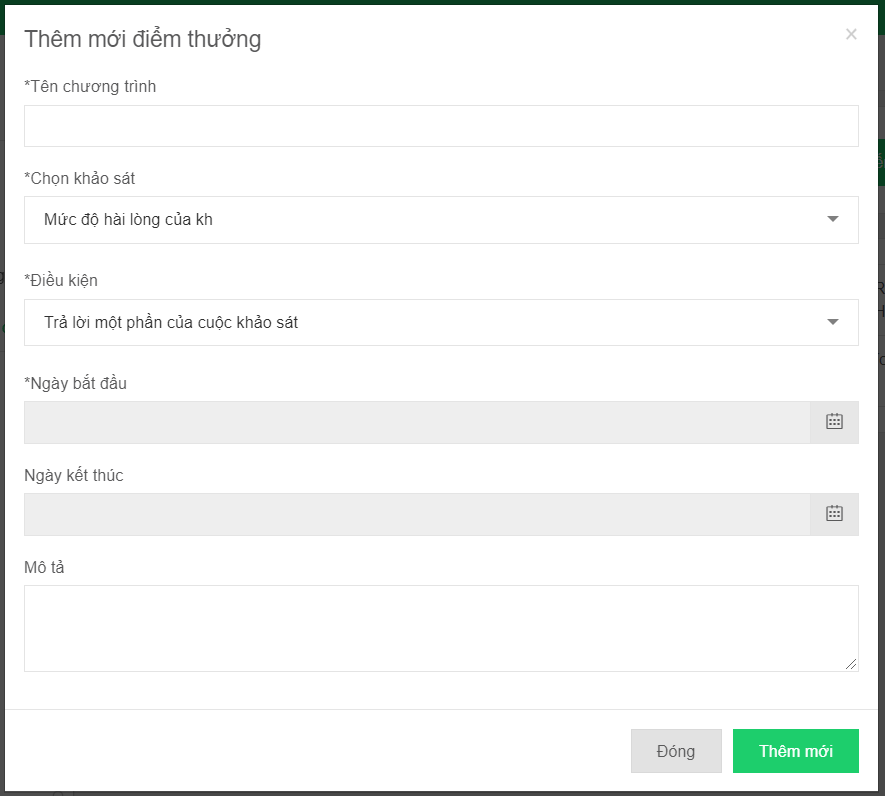 Thêm mới điểm thưởng
×
*Tên chương trình
*Chọn khảo sát
Mức độ hài lòng của kh
*Điều kiện
Trả lời một phần của cuộc khảo sát
*Ngày bắt đầu
Ngày kết thúc
Mô tả
Đóng
Thêm mới